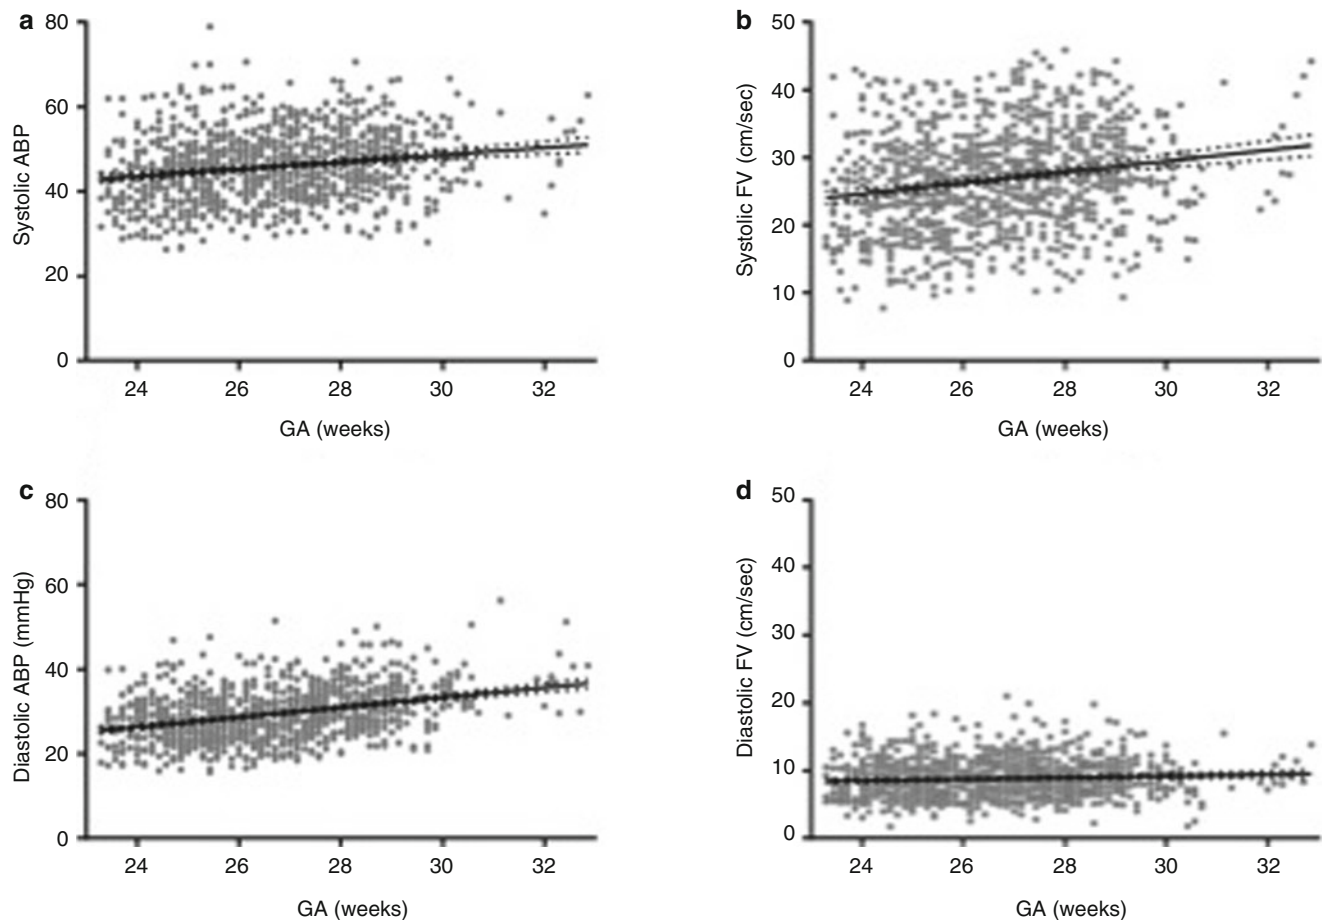 a
80
60
40
20
0
Systolic ABP
24 26 28 30 32
GA (weeks)
b
50
40
30
20
10
0
Systolic FV (cm/sec)
24 26 28 30 32
GA (weeks)
c
80
60
40
20
0
Diastolic ABP (mmHg)
24 26 28 30 32
GA (weeks)
d
50
40
30
20
10
0
Diastolic FV (cm/sec)
24 26 28 30 32
GA (weeks)